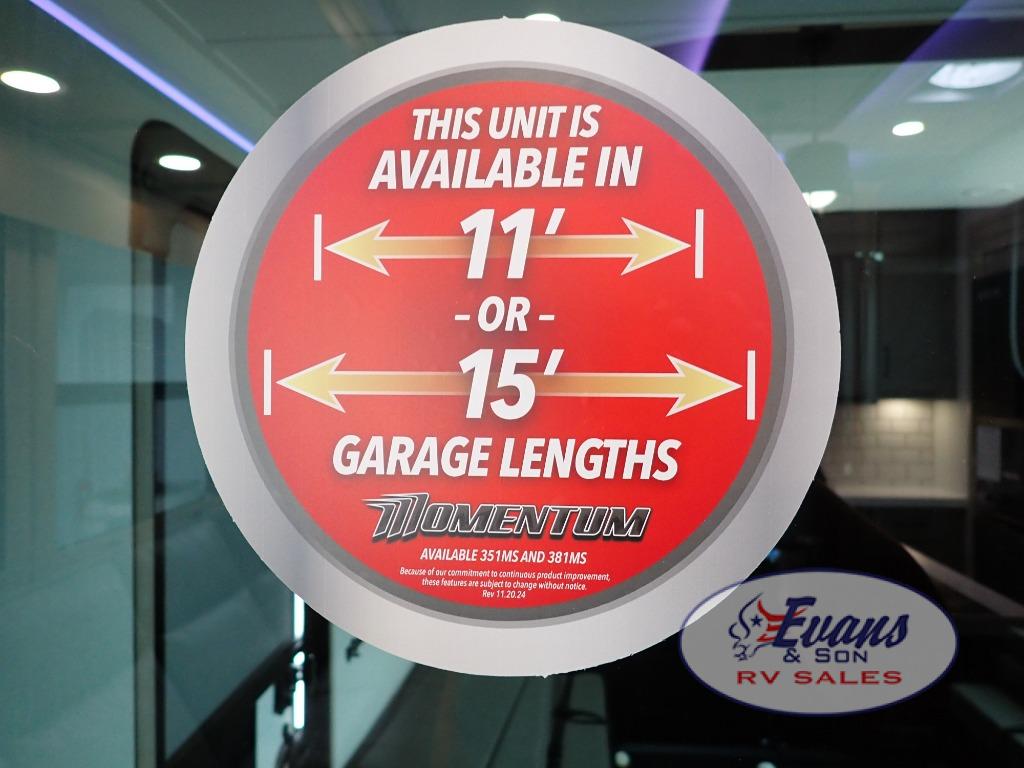 THIS UNIT IS
AVAILABLE IN
11'
- OR -
15'
GARAGE LENGTHS
MOMENTUM
AVAILABLE 351MS AND 381MS
Because of our commitment to continuous product improvement,
these features are subject to change without notice.
Rev 11.20.24
Evans
& SON
RV SALES